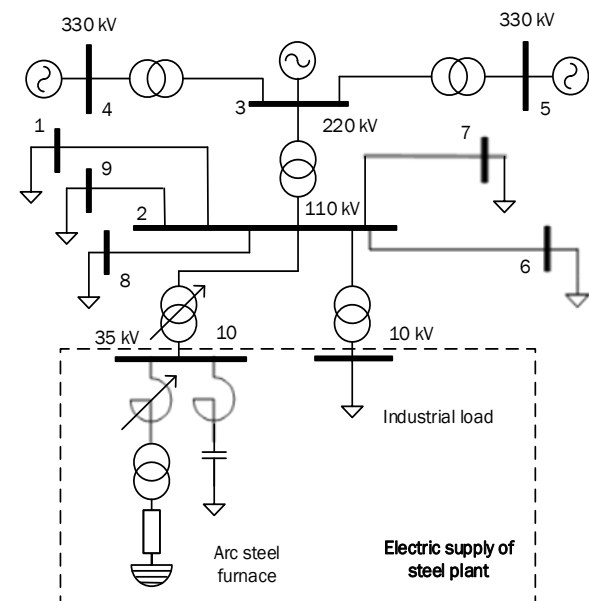 330 kV
330 kV
4
3
5
220 kV
1
7
9
2
110 kV
8
6
35 kV
10
10 kV
Industrial load
Arc steel
furnace
Electric supply of
steel plant